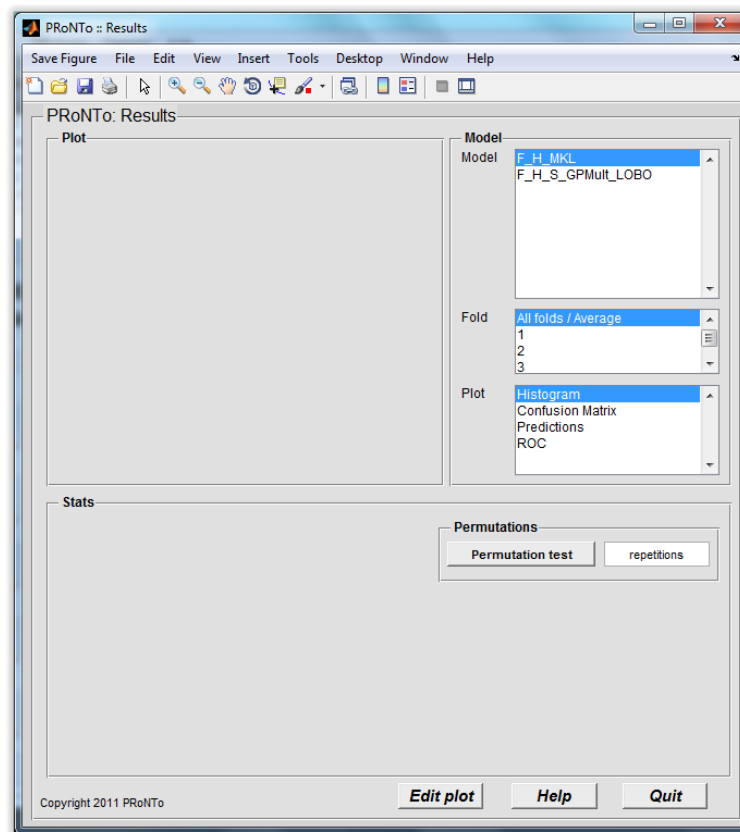 PRoNTo :: Results
Save Figure File Edit View Insert Tools Desktop Window Help
PRoNTo: Results
Plot
Model
Model
F_H_MKL
F_H_S_GPMult_LOBO
Fold
All folds / Average
1
2
3
Plot
Histogram
Confusion Matrix
Predictions
ROC
Stats
Permutations
Permutation test
repetitions
Copyright 2011 PRoNTo
Edit plot
Help
Quit